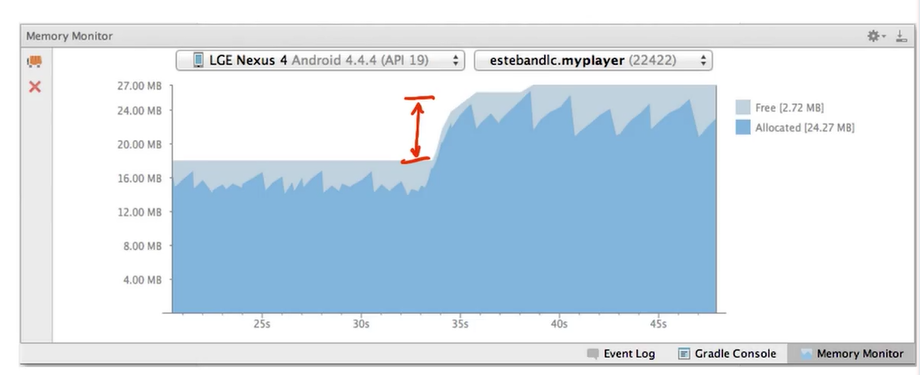 Memory Monitor
LGE Nexus 4 Android 4.4.4 (API 19)
estebandlc.myplayer (22422)
27.00 MB
24.00 MB
20.00 MB
16.00 MB
12.00 MB
8.00 MB
4.00 MB
Free [2.72 MB]
Allocated [24.27 MB]
25s
30s
35s
40s
45s
Event Log
Gradle Console
Memory Monitor